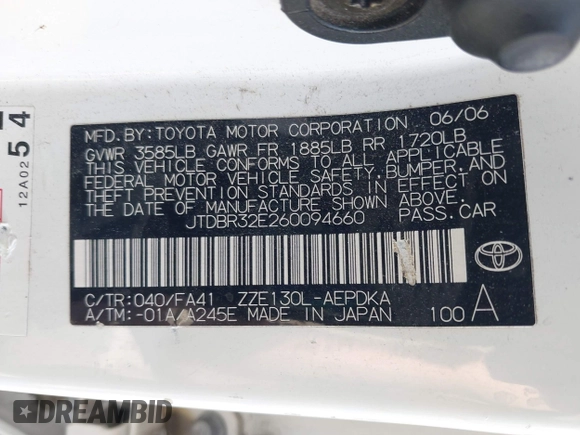 MFD. BY: TOYOTA MOTOR CORPORATION 06/06
GVWR 3585LB GAWR FR 1885LB RR 1720LB
THIS VEHICLE CONFORMS TO ALL APPLICABLE
FEDERAL MOTOR VEHICLE SAFETY, BUMPER, AND
THEFT PREVENTION STANDARDS IN EFFECT ON
THE DATE OF MANUFACTURE SHOWN ABOVE.
JTDBR32E260094660 PASS. CAR
C/TR: 040/FA41 ZZE130L-AEPDKA
A/TM: -01A/A245E MADE IN JAPAN 100 A
TOYOTA
12A02 54
DREAMBID